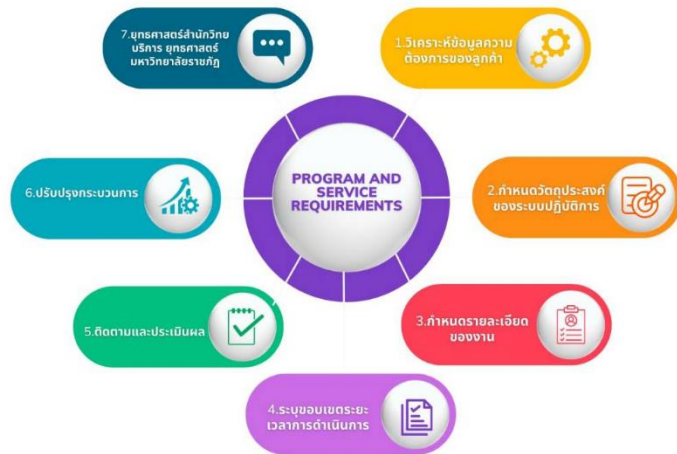 PROGRAM AND
SERVICE
REQUIREMENTS
1.วิเคราะห์ข้อมูลความ
ต้องการของลูกค้า
2.กำหนดวัตถุประสงค์
ของระบบปฏิบัติการ
3.กำหนดรายละเอียด
ของงาน
4.ระบุขอบเขตระยะ
เวลาการดำเนินการ
5.ติดตามและประเมินผล
6.ปรับปรุงกระบวนการ
7.ยุทธศาสตร์สำนักวิทย
บริการ ยุทธศาสตร์
มหาวิทยาลัยราชภัฏ